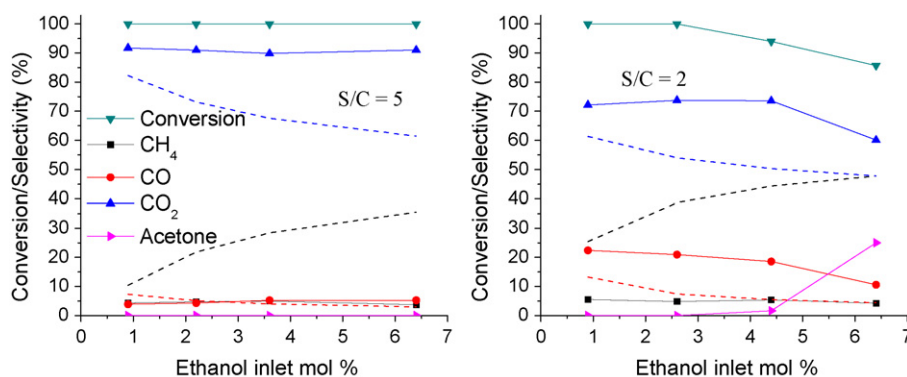 Conversion/Selectivity (%)
100
90
80
70
60
50
40
30
20
10
0
S/C = 5
Conversion
CH4
CO
CO2
Acetone
0 1 2 3 4 5 6 7
Ethanol inlet mol %
Conversion/Selectivity (%)
100
90
80
70
60
50
40
30
20
10
0
S/C = 2
0 1 2 3 4 5 6 7
Ethanol inlet mol %